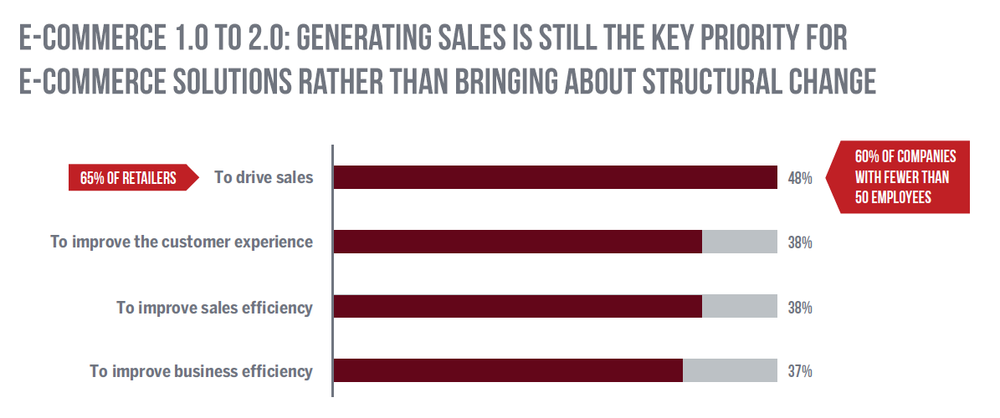 E-COMMERCE 1.0 TO 2.0: GENERATING SALES IS STILL THE KEY PRIORITY FOR
E-COMMERCE SOLUTIONS RATHER THAN BRINGING ABOUT STRUCTURAL CHANGE
65% OF RETAILERS
To drive sales
48%
60% OF COMPANIES
WITH FEWER THAN
50 EMPLOYEES
To improve the customer experience
38%
To improve sales efficiency
38%
To improve business efficiency
37%